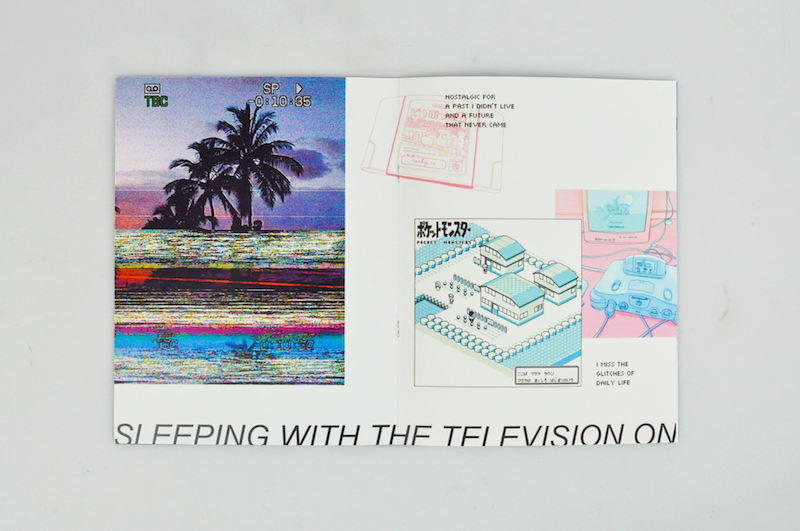 SP
TBC
-0:10:35
NOSTALGIC FOR
A PAST I DIDN'T LIVE
AND A FUTURE
THAT NEVER CAME
ポケットモンスター
POCKET MONSTERS
I MISS THE
GLITCHES OF
DAILY LIFE
SLEEPING WITH THE TELEVISION ON